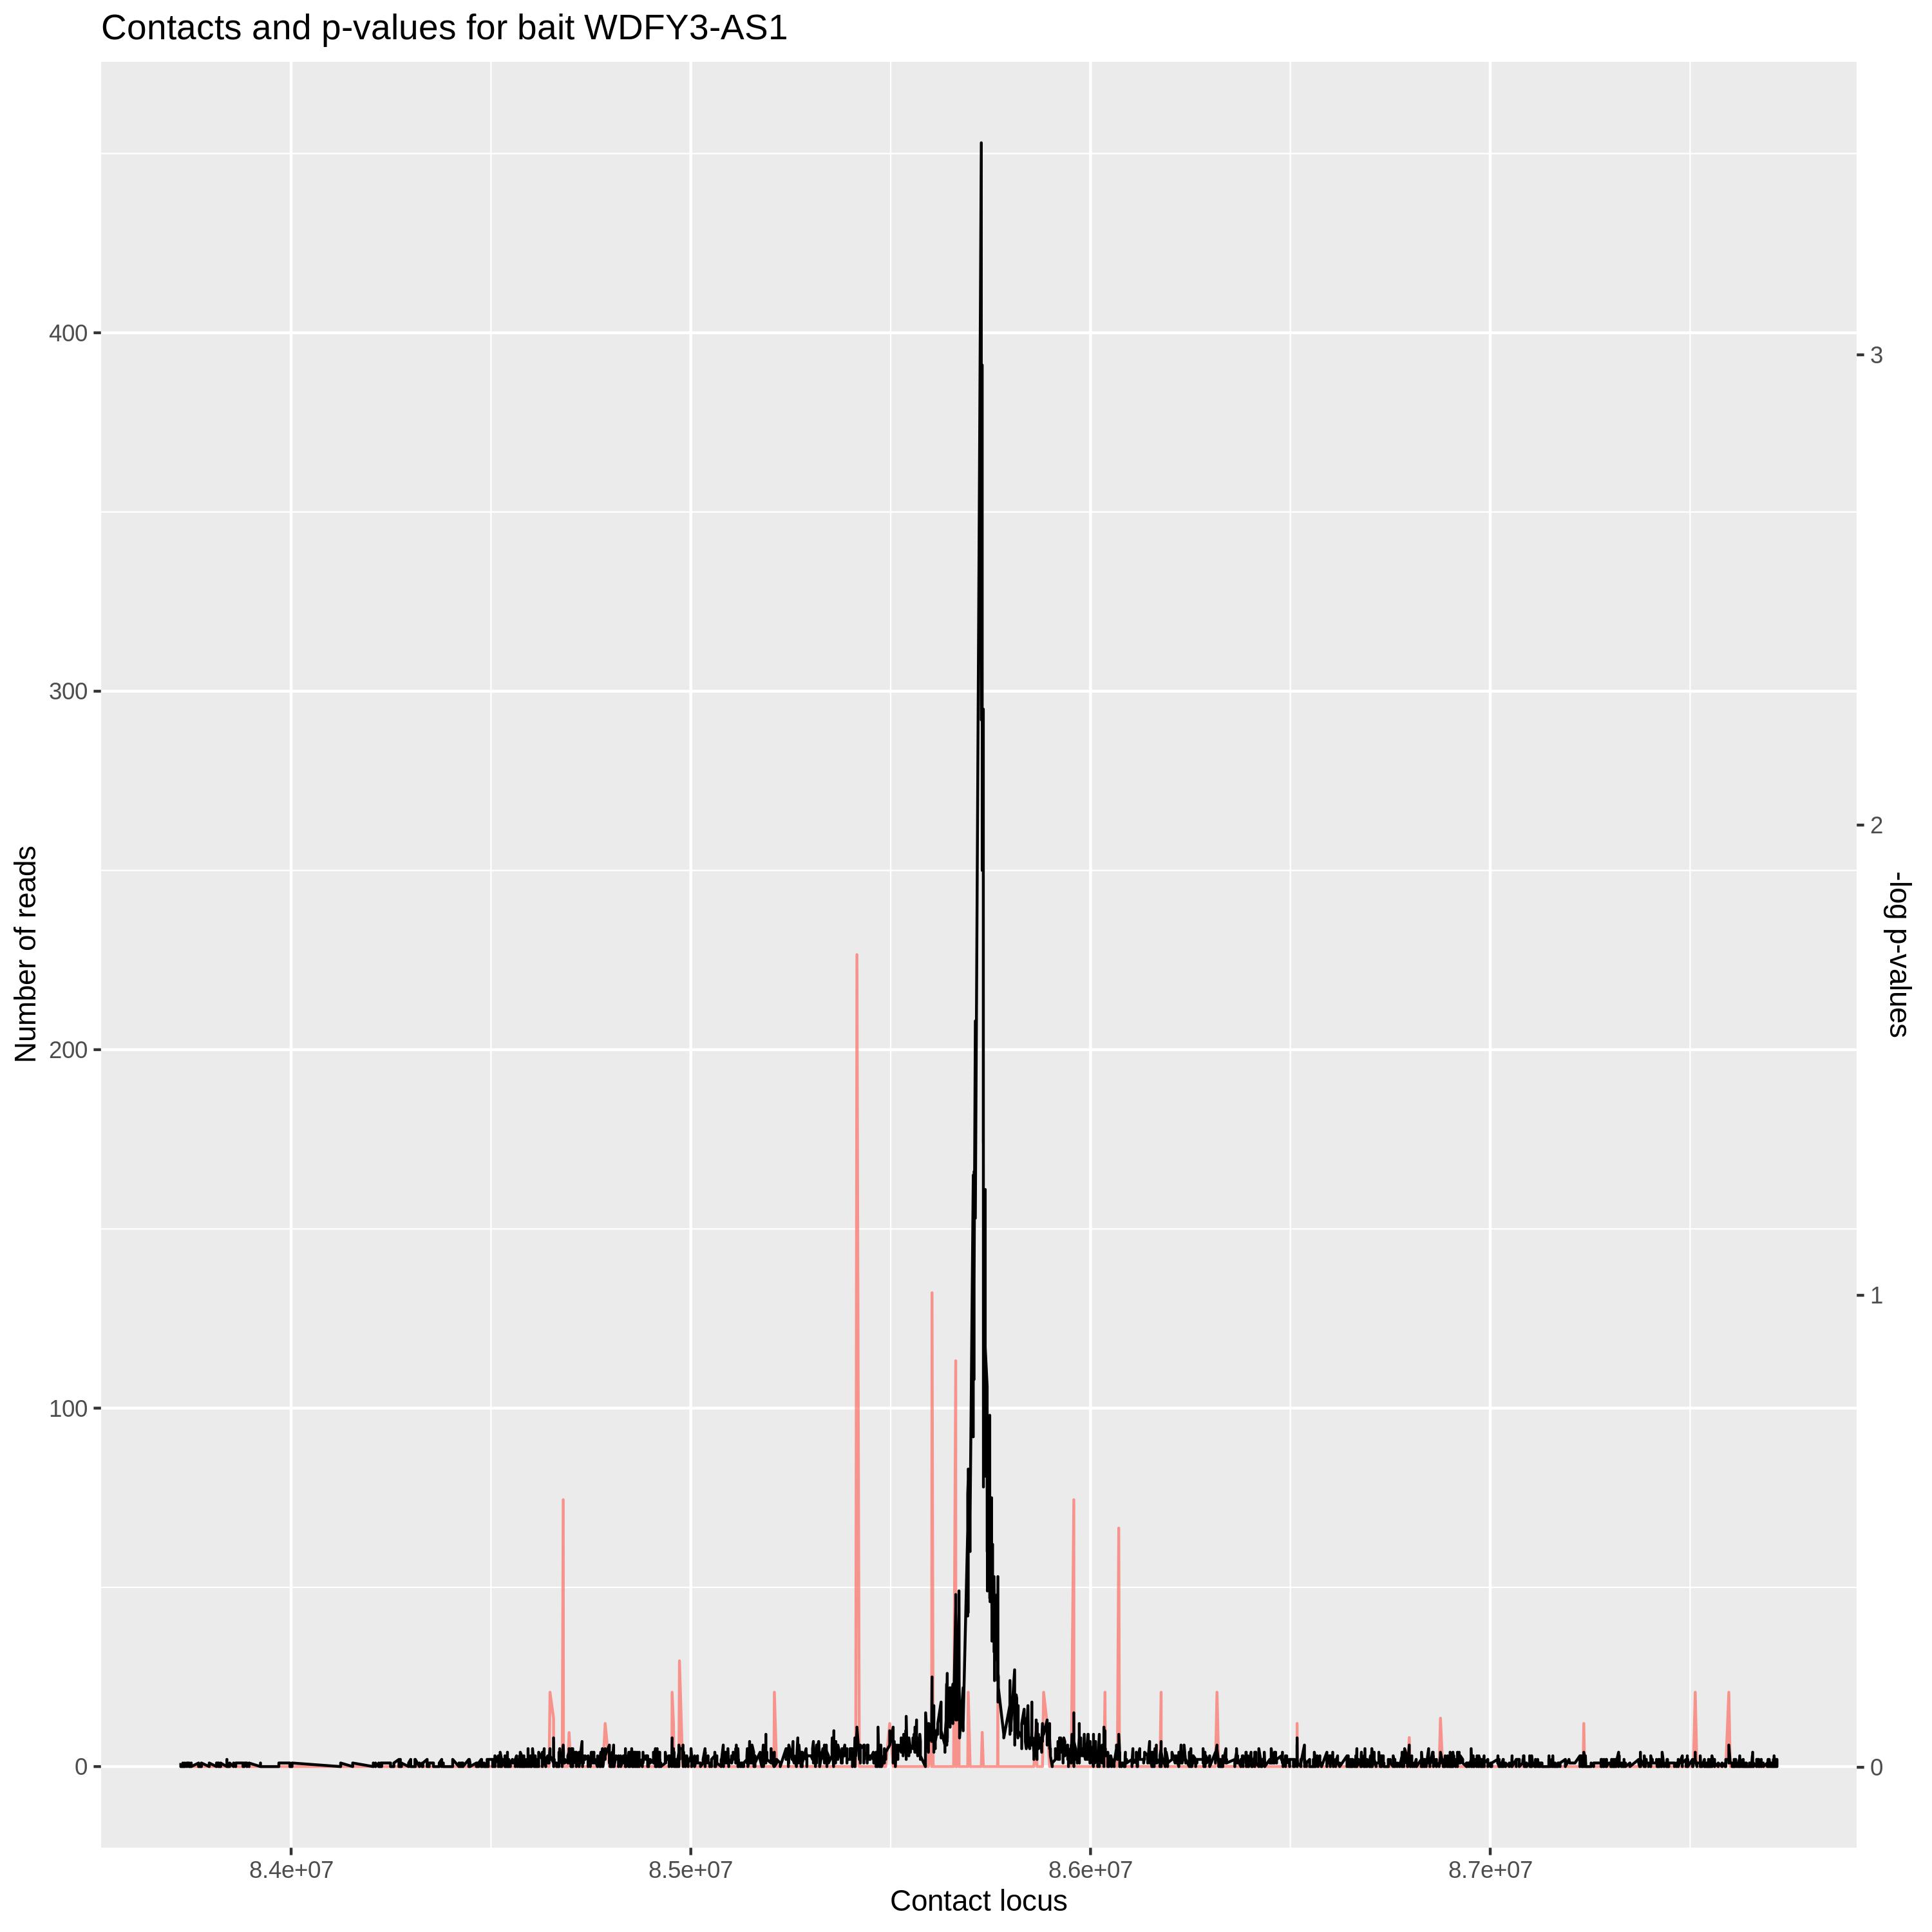 Contacts and p-values for bait WDFY3-AS1
Number of reads
400
300
200
100
0
3
2
1
0
-log p-values
8.4e+07
8.5e+07
8.6e+07
8.7e+07
Contact locus